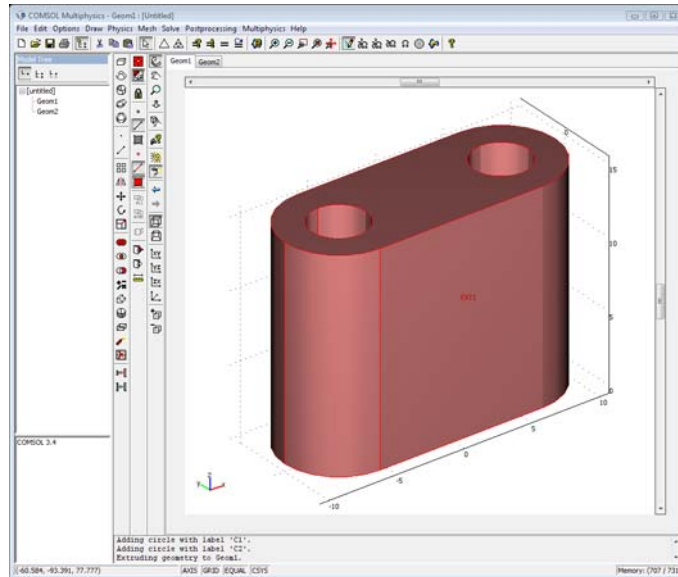 COMSOL Multiphysics - Geom1 : [Untitled]
File Edit Options Draw Physics Mesh Solve Postprocessing Multiphysics Help
Model Tree
Geom1 Geom2
[untitled]
Geom1
Geom2
0
15
10
EXT1
5
0
10
5
0
-5
-10
z
y x
COMSOL 3.4
Adding circle with label 'C1'.
Adding circle with label 'C2'.
Extruding geometry to Geom1.
(-60.584, -93.391, 77.777) AXIS GRID EQUAL CSYS Memory: (707 / 731